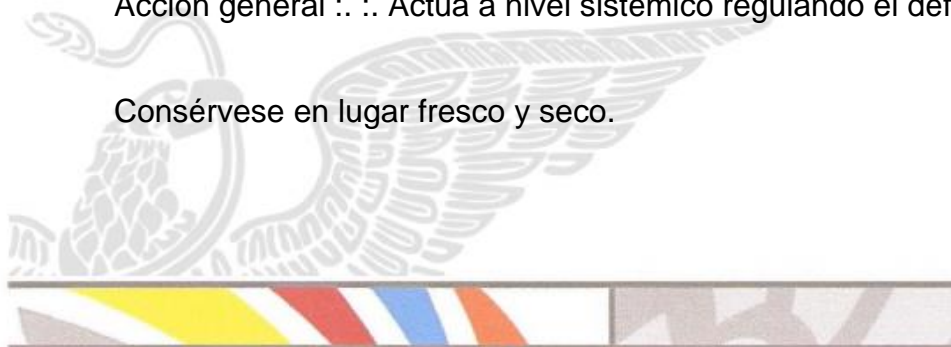 Acción general :. :. Actúa a nivel sistémico regulando el
Consérvese en lugar fresco y seco.